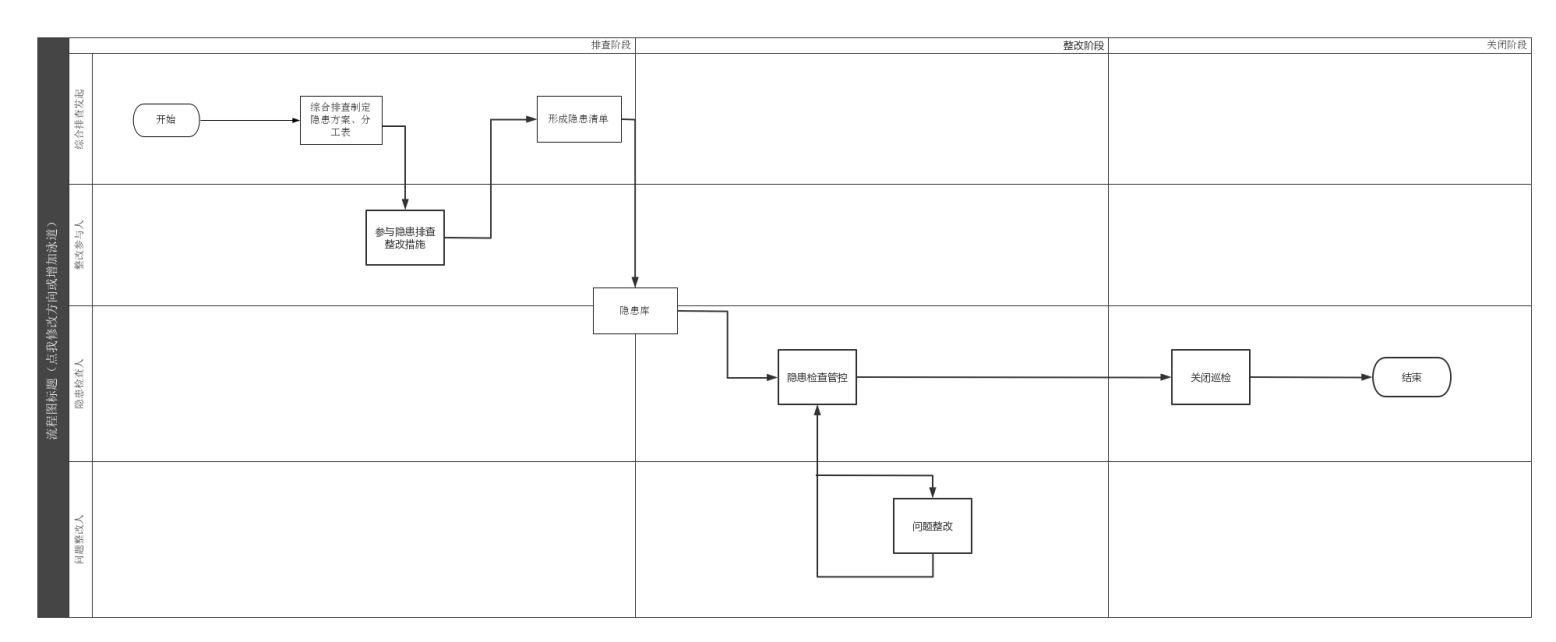 排查阶段
整改阶段
关闭阶段
流程图标题（点我修改方向或增加泳道）
综合排查发起
开始
综合排查制定
隐患方案、分
工表
形成隐患清单
整改参与人
参与隐患排查
整改措施
隐患库
隐患检查人
隐患检查管控
关闭巡检
结束
问题整改人
问题整改